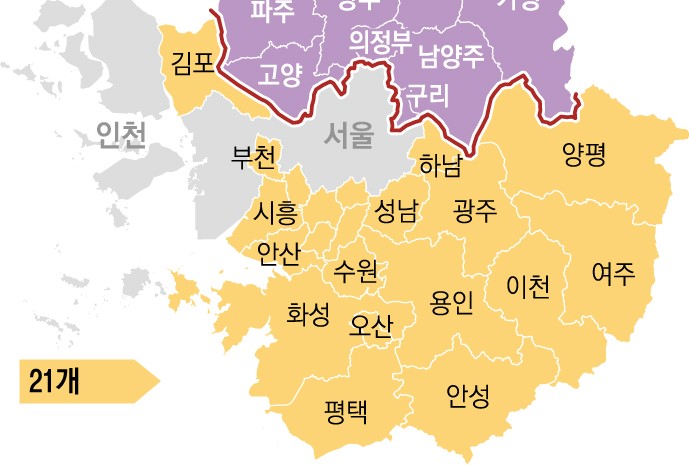 파주
가평
의정부
남양주
김포
고양
구리
인천
서울
부천
하남
양평
시흥
성남
광주
안산
수원
이천
여주
용인
화성
오산
21개
안성
평택